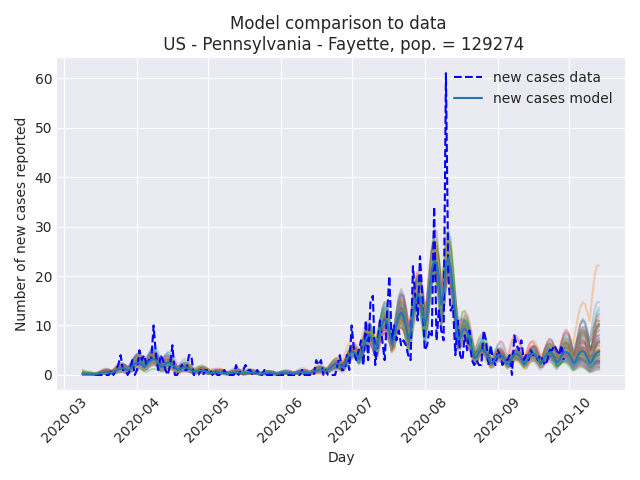 Model comparison to data
US - Pennsylvania - Fayette, pop. = 129274
new cases data
new cases model
Number of new cases reported
60
50
40
30
20
10
0
2020-03
2020-04
2020-05
2020-06
2020-07
2020-08
2020-09
2020-10
Day